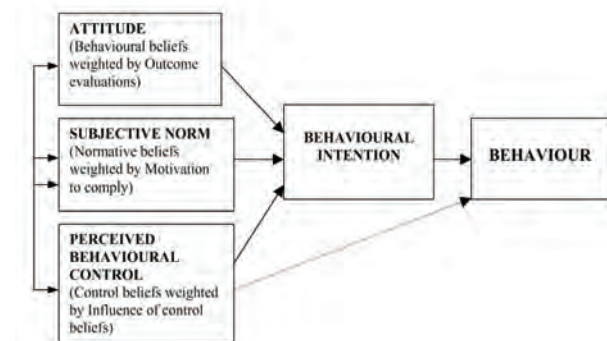 ATTITUDE
(Behavioural beliefs
weighted by Outcome
evaluations)
SUBJECTIVE NORM
(Normative beliefs
weighted by Motivation
to comply)
PERCEIVED
BEHAVIOURAL
CONTROL
(Control beliefs weighted
by Influence of control
beliefs)
BEHAVIOURAL
INTENTION
BEHAVIOUR